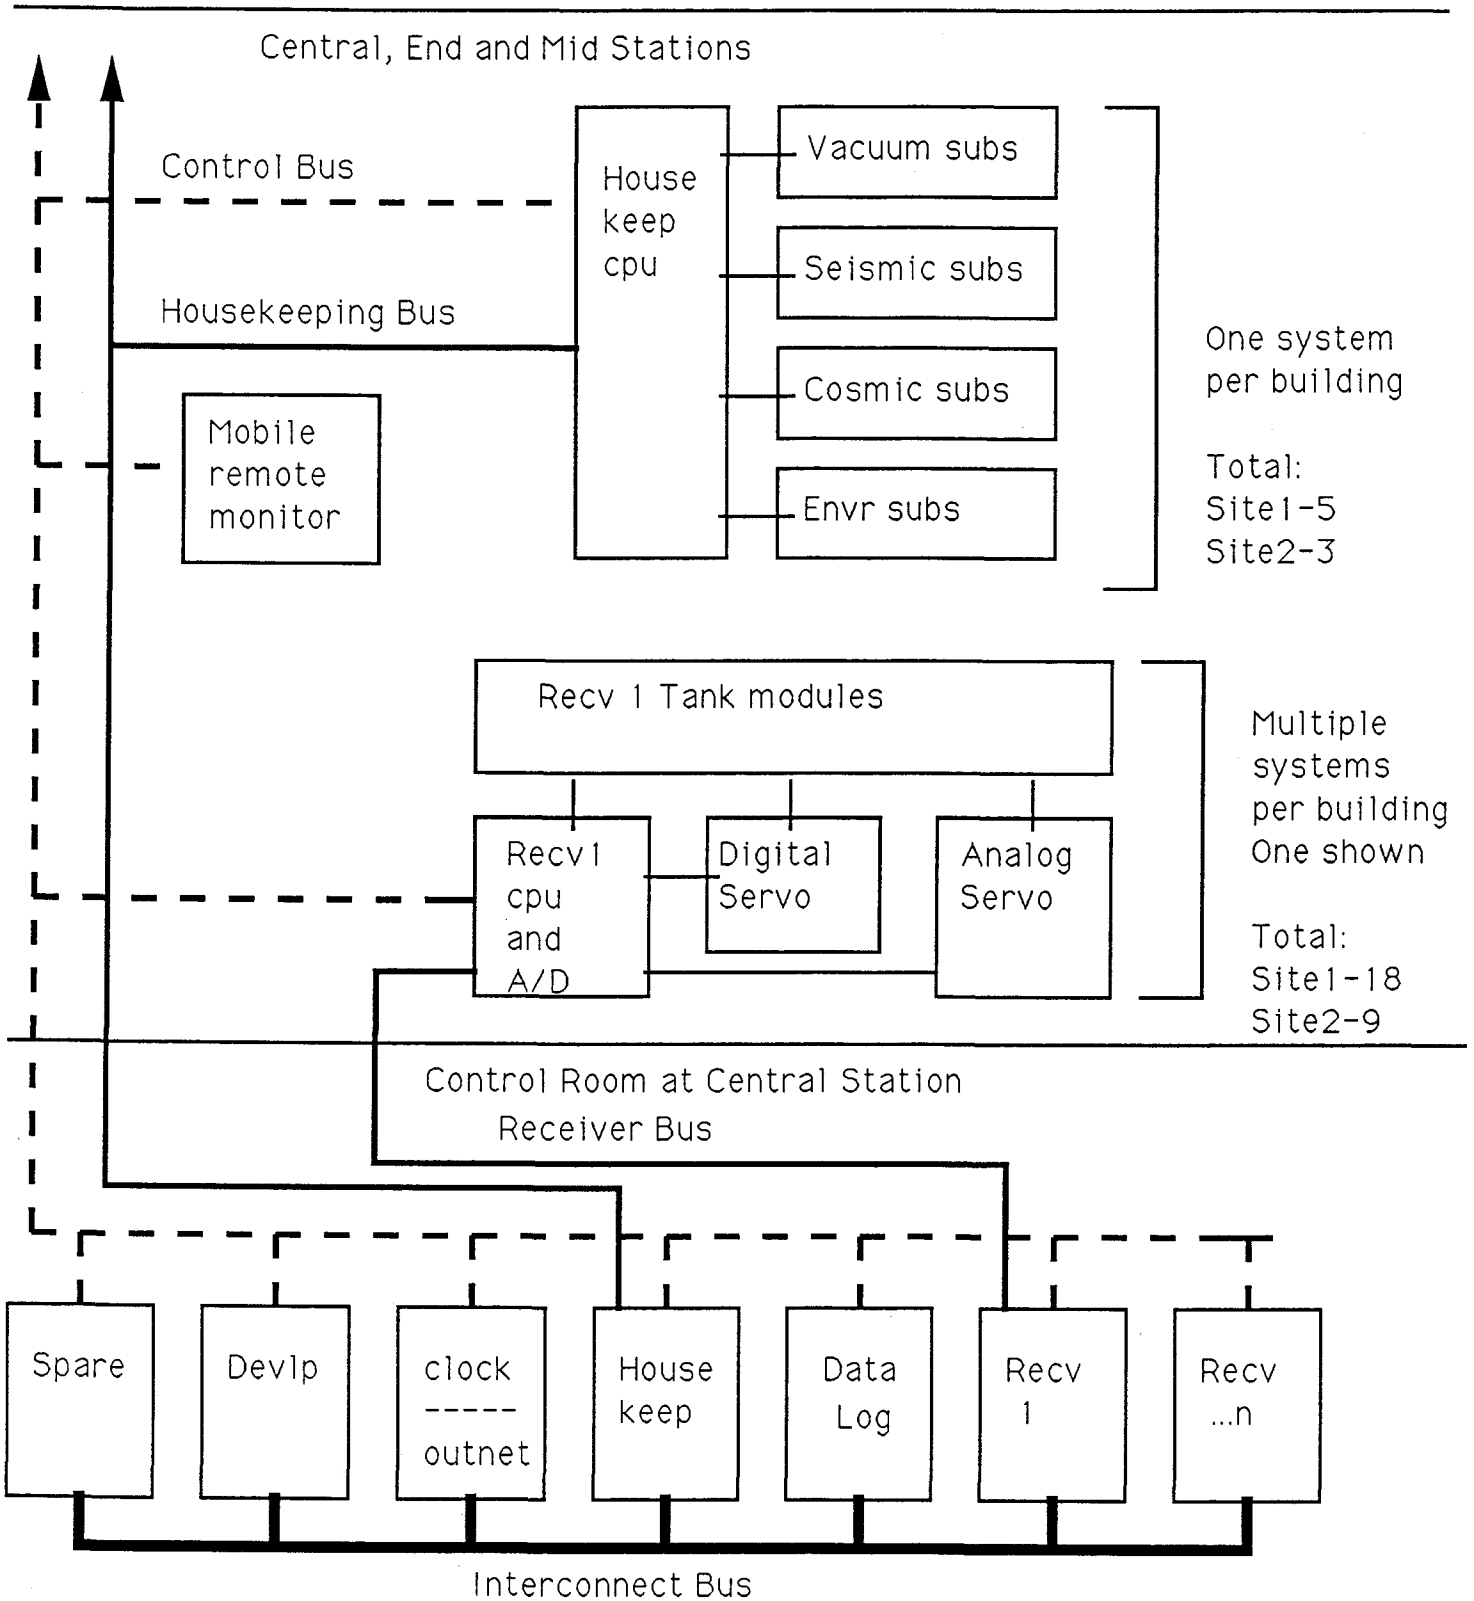 Central, End and Mid Stations
Control Bus
Housekeeping Bus
House
keep
cpu
Vacuum subs
Seismic subs
Cosmic subs
Envr subs
One system
per building
Total:
Site1-5
Site2-3
Mobile
remote
monitor
Recv 1 Tank modules
Recv1
cpu
and
A/D
Digital
Servo
Analog
Servo
Multiple
systems
per building
One shown
Total:
Site1-18
Site2-9
Control Room at Central Station
Receiver Bus
Spare
Devlp
clock
-----
outnet
House
keep
Data
Log
Recv
1
Recv
...n
Interconnect Bus